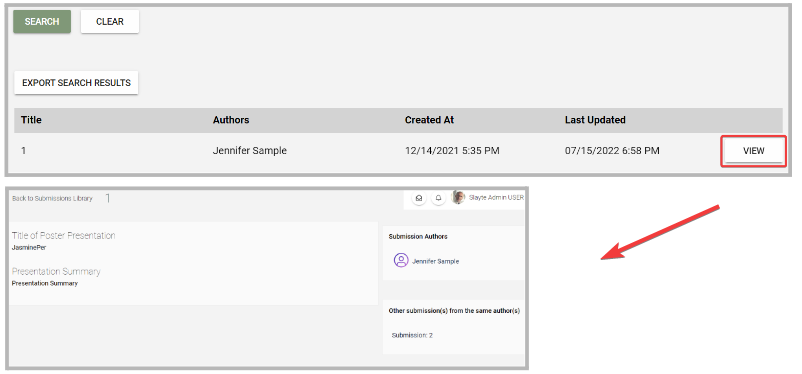 SEARCH CLEAR
EXPORT SEARCH RESULTS
Title Authors Created At Last Updated
1 Jennifer Sample 12/14/2021 5:35 PM 07/15/2022 6:58 PM VIEW
Back to Submissions Library 1 Slayte Admin USER
Title of Poster Presentation
JasminePer
Presentation Summary
Presentation Summary
Submission Authors
Jennifer Sample
Other submission(s) from the same author(s)
Submission: 2